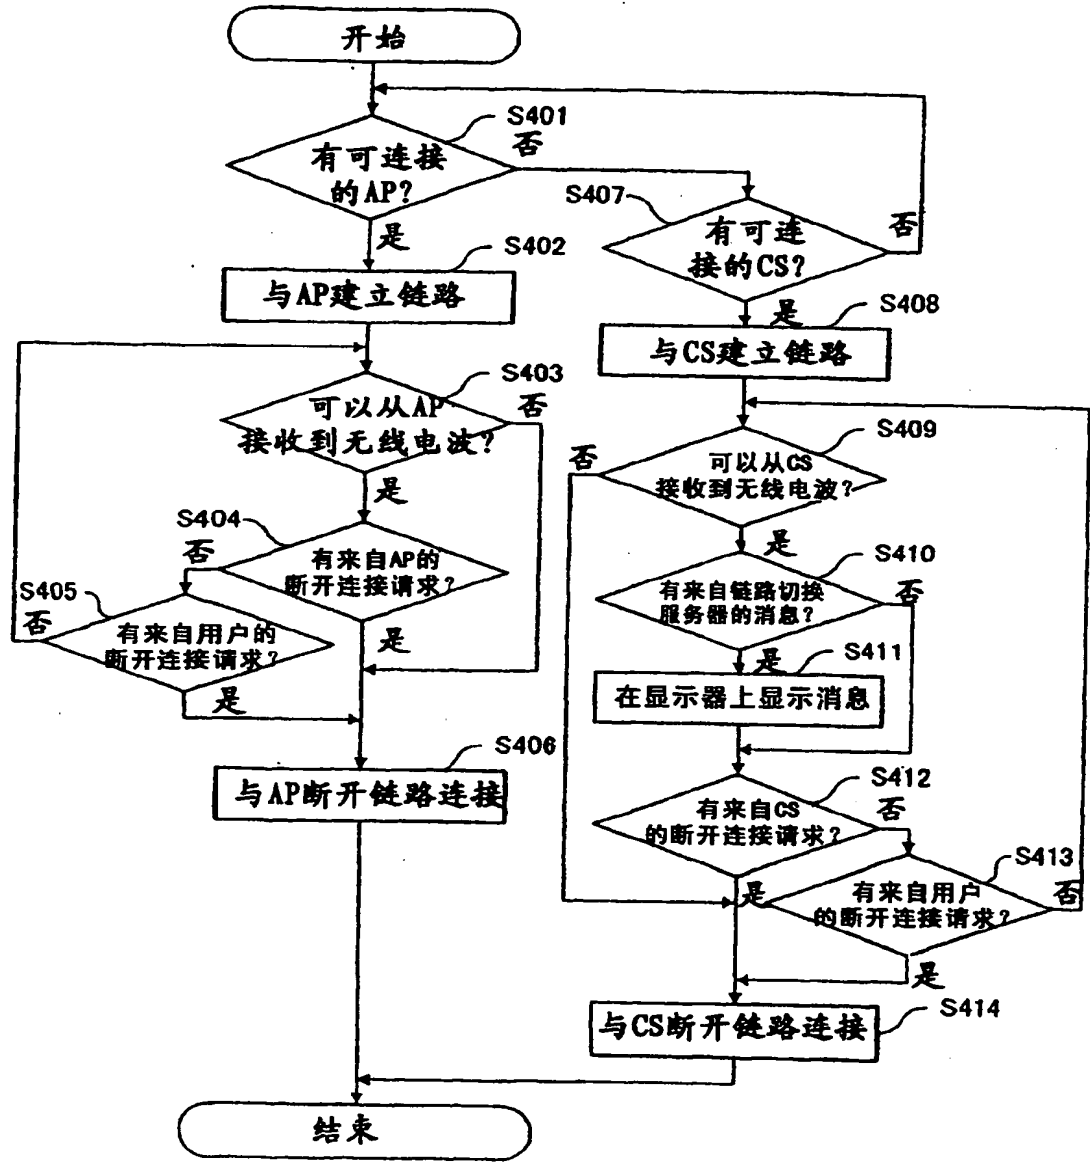 开始
S401
否
有可连接
的AP？
是
S407
有可连
接的CS？
否
S402
与AP建立链路
是
S408
与CS建立链路
S403
可以从AP
接收到无线电波？
否
是
S409
否
可以从CS
接收到无线电波？
是
S404
否
有来自AP的
断开连接请求？
是
S405
否
有来自用户的
断开连接请求？
是
S410
有来自链路切换
服务器的消息？
否
是
S411
在显示器上显示消息
S406
与AP断开链路连接
S412
有来自CS
的断开连接请求？
否
是
S413
有来自用户
的断开连接请求？
否
是
S414
与CS断开链路连接
结束